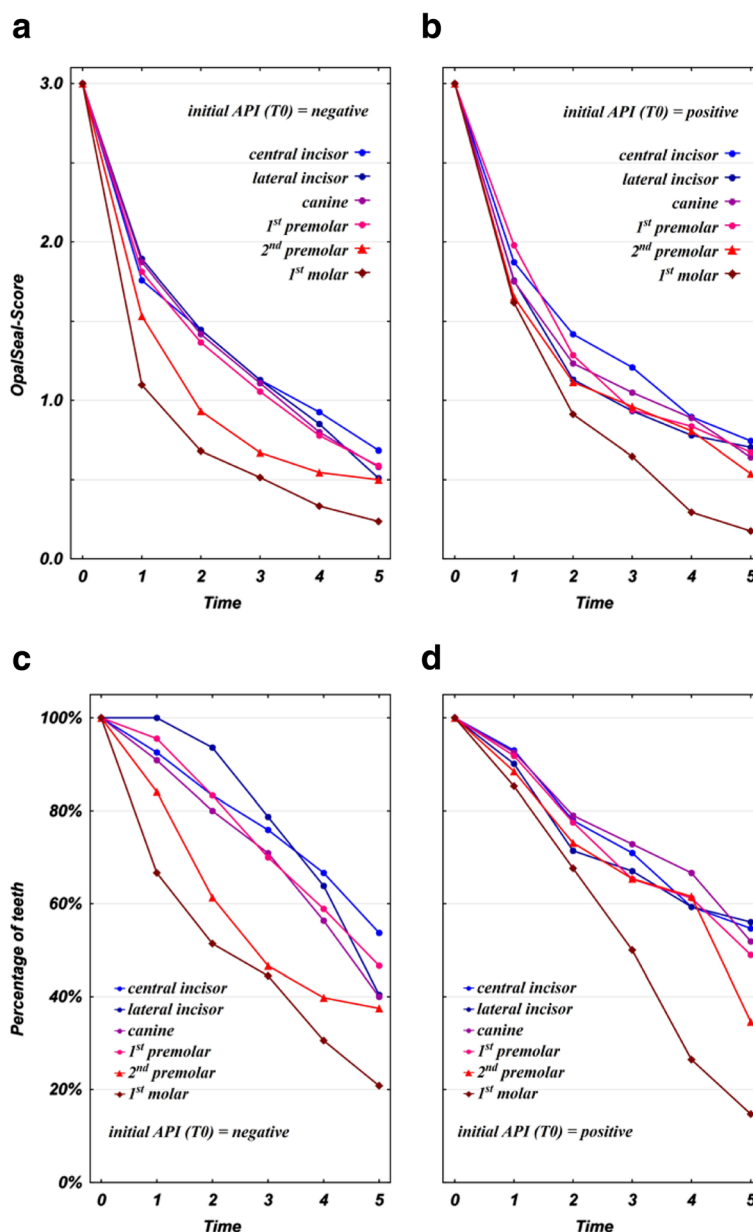 a
b
3.0
2.0
1.0
0.0
OpalSeal-Score
initial API (T0) = negative
central incisor
lateral incisor
canine
1st premolar
2nd premolar
1st molar
0 1 2 3 4 5
Time
initial API (T0) = positive
central incisor
lateral incisor
canine
1st premolar
2nd premolar
1st molar
0 1 2 3 4 5
Time
c
d
100%
80%
60%
40%
20%
0%
Percentage of teeth
central incisor
lateral incisor
canine
1st premolar
2nd premolar
1st molar
initial API (T0) = negative
0 1 2 3 4 5
Time
central incisor
lateral incisor
canine
1st premolar
2nd premolar
1st molar
initial API (T0) = positive
0 1 2 3 4 5
Time